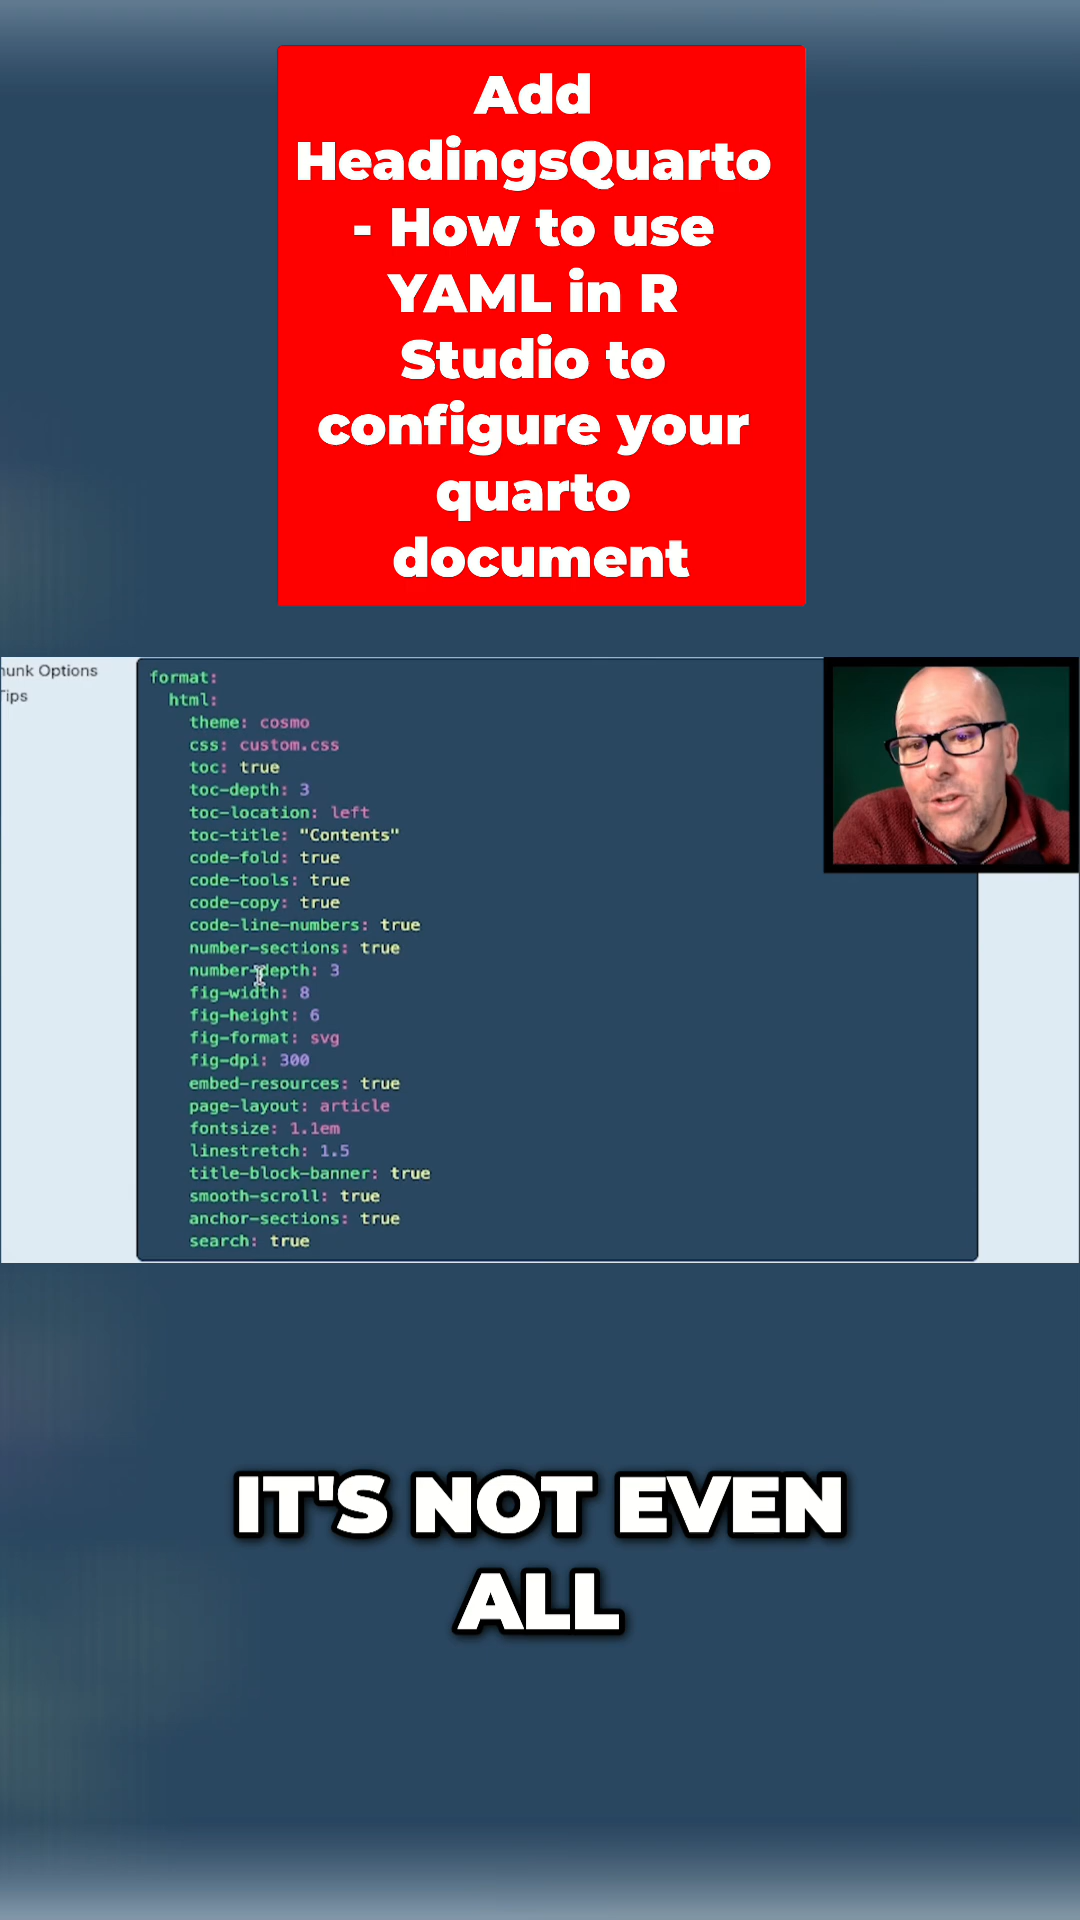 Add
HeadingsQuarto
- How to use
YAML in R
Studio to
configure your
quarto
document
hunk Options
Tips
format:
html:
theme: cosmo
css: custom.css
toc: true
toc-depth: 3
toc-location: left
toc-title: "Contents"
code-fold: true
code-tools: true
code-copy: true
code-line-numbers: true
number-sections: true
number-depth: 3
fig-width: 8
fig-height: 6
fig-format: svg
fig-dpi: 300
embed-resources: true
page-layout: article
fontsize: 1.1em
linestretch: 1.5
title-block-banner: true
smooth-scroll: true
anchor-sections: true
search: true
IT'S NOT EVEN
ALL